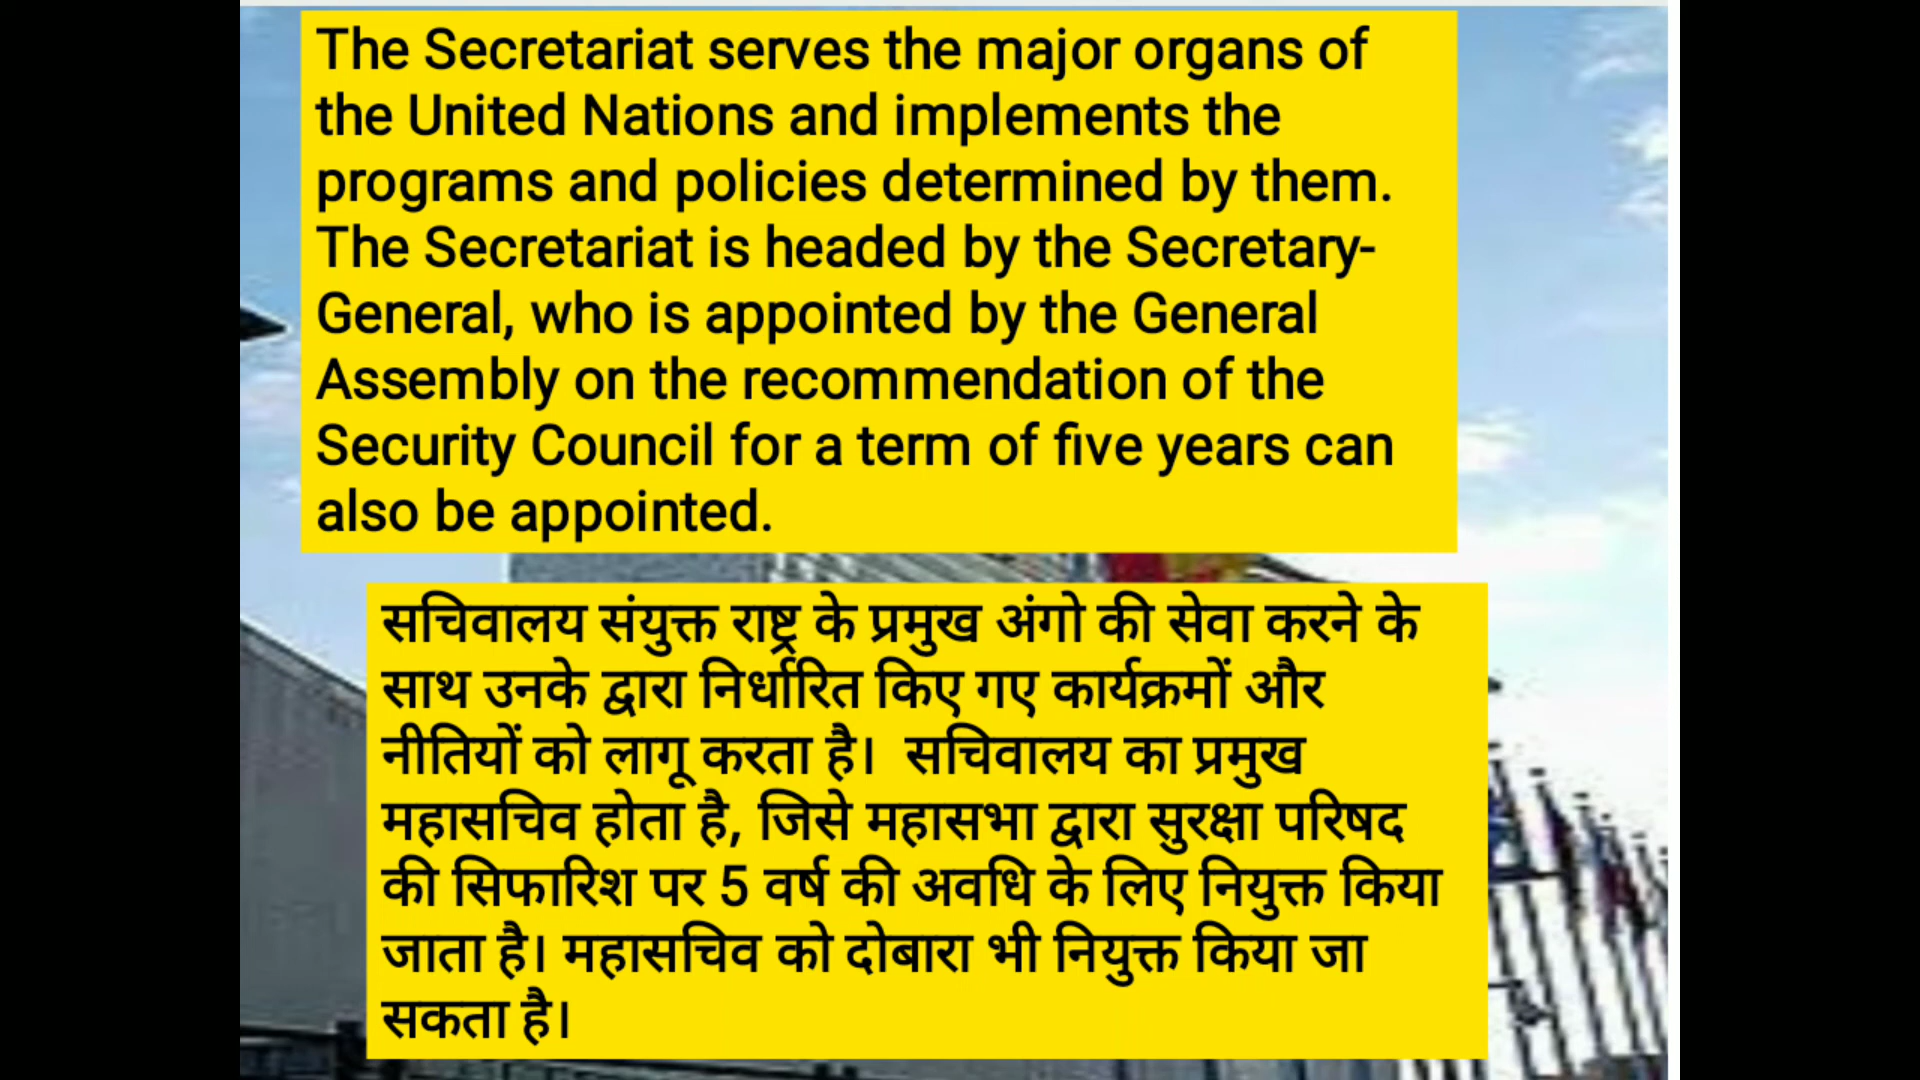 The Secretariat serves the major organs of
the United Nations and implements the
programs and policies determined by them.
The Secretariat is headed by the Secretary-
General, who is appointed by the General
Assembly on the recommendation of the
Security Council for a term of five years can
also be appointed.
सचिवालय संयुक्त राष्ट्र के प्रमुख अंगो की सेवा करने के
साथ उनके द्वारा निर्धारित किए गए कार्यक्रमों और
नीतियों को लागू करता है।  सचिवालय का प्रमुख
महासचिव होता है, जिसे महासभा द्वारा सुरक्षा परिषद
की सिफारिश पर 5 वर्ष की अवधि के लिए नियुक्त किया
जाता है। महासचिव को दोबारा भी नियुक्त किया जा
सकता है।